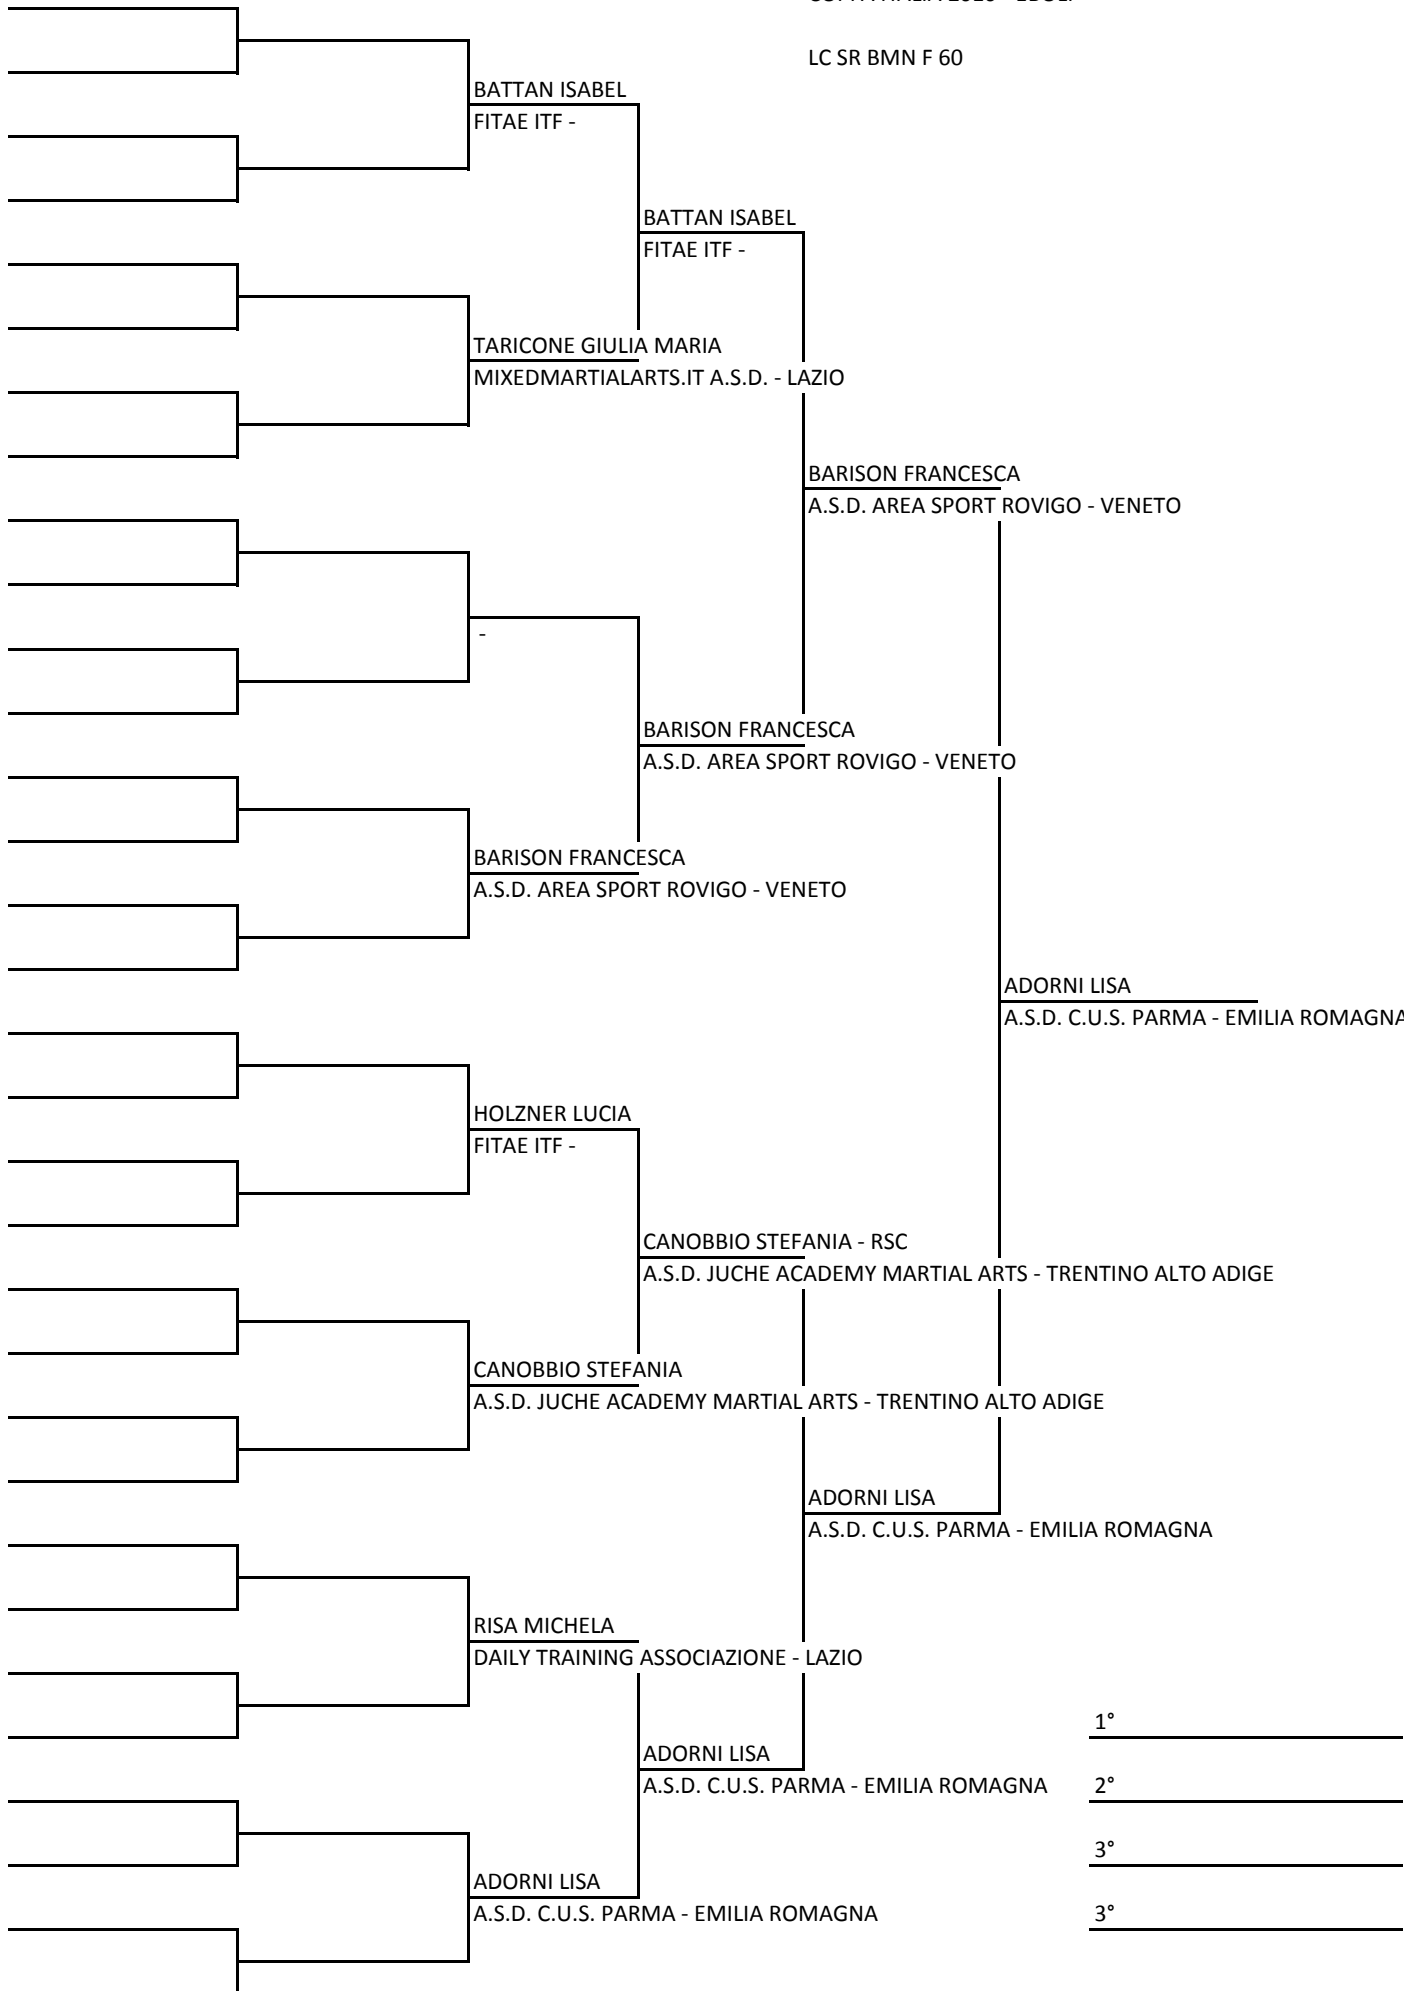 LC SR BMN F 60
BATTAN ISABEL
FITAE ITF -
BATTAN ISABEL
FITAE ITF -
TARICONE GIULIA MARIA
MIXEDMARTIALARTS.IT A.S.D. - LAZIO
BARISON FRANCESCA
A.S.D. AREA SPORT ROVIGO - VENETO
-
BARISON FRANCESCA
A.S.D. AREA SPORT ROVIGO - VENETO
BARISON FRANCESCA
A.S.D. AREA SPORT ROVIGO - VENETO
ADORNI LISA
A.S.D. C.U.S. PARMA - EMILIA ROMAGNA
HOLZNER LUCIA
FITAE ITF -
CANOBBIO STEFANIA - RSC
A.S.D. JUCHE ACADEMY MARTIAL ARTS - TRENTINO ALTO ADIGE
CANOBBIO STEFANIA
A.S.D. JUCHE ACADEMY MARTIAL ARTS - TRENTINO ALTO ADIGE
ADORNI LISA
A.S.D. C.U.S. PARMA - EMILIA ROMAGNA
RISA MICHELA
DAILY TRAINING ASSOCIAZIONE - LAZIO
1°
ADORNI LISA
A.S.D. C.U.S. PARMA - EMILIA ROMAGNA
2°
3°
ADORNI LISA
A.S.D. C.U.S. PARMA - EMILIA ROMAGNA
3°